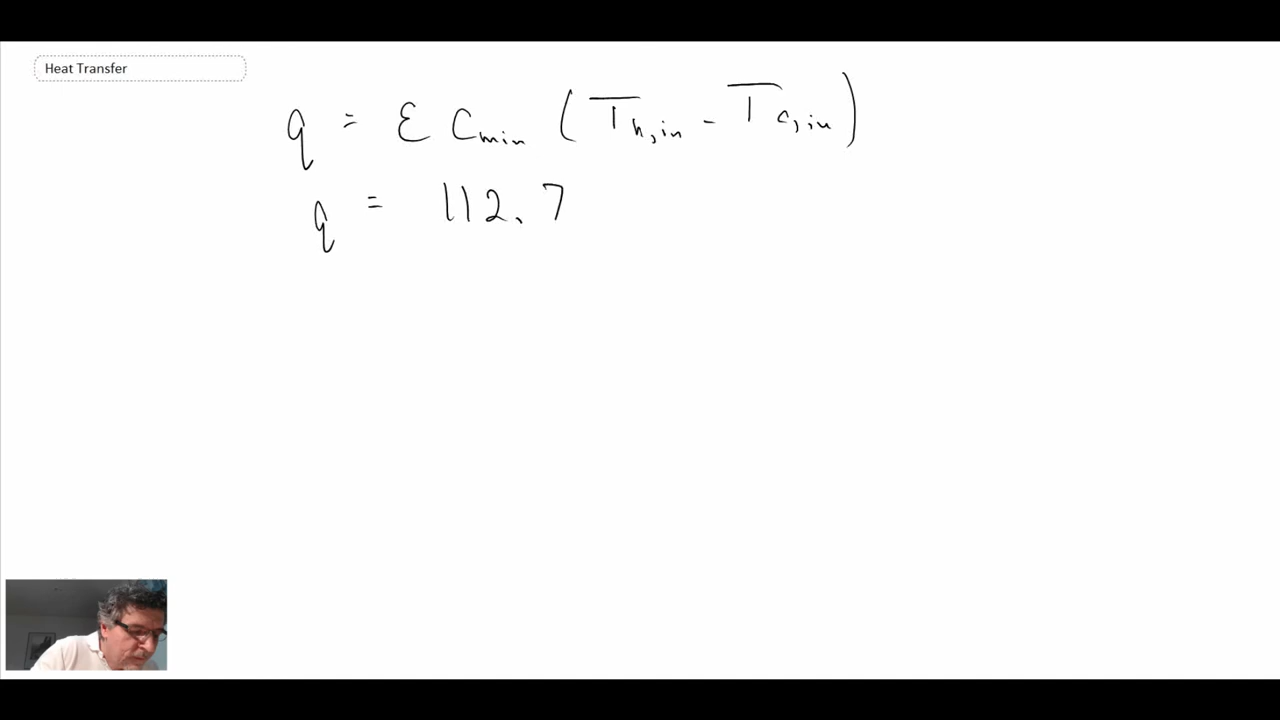 Heat Transfer
q = ε Cmin (Th,in - Tc,in)
q = 112.7